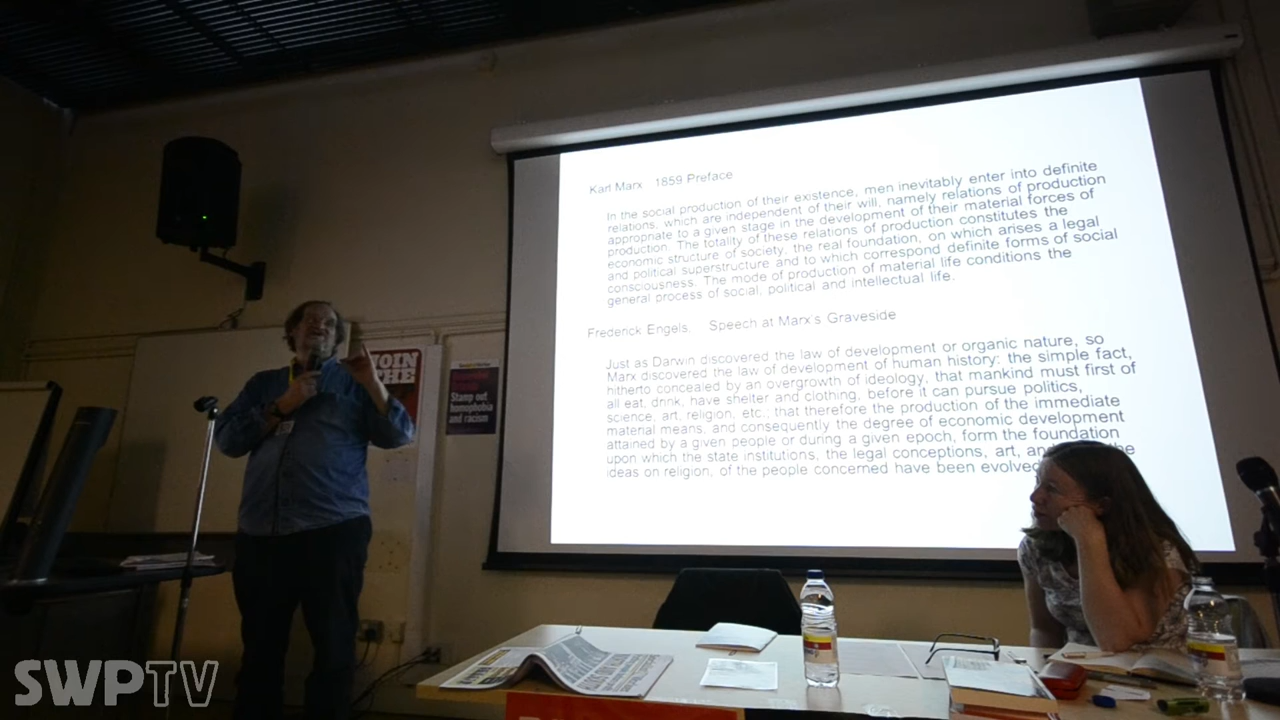 Karl Marx 1859 Preface
In the social production of their existence, men inevitably enter into definite
relations, which are independent of their will, namely relations of production
appropriate to a given stage in the development of their material forces of
production. The totality of these relations of production constitutes the
economic structure of society, the real foundation, on which arises a legal
and political superstructure and to which correspond definite forms of social
consciousness. The mode of production of material life conditions the
general process of social, political and intellectual life.
Frederick Engels. Speech at Marx's Graveside
Just as Darwin discovered the law of development or organic nature, so
Marx discovered the law of development of human history: the simple fact,
hitherto concealed by an overgrowth of ideology, that mankind must first of
all eat, drink, have shelter and clothing, before it can pursue politics,
science, art, religion, etc.; that therefore the production of the immediate
material means, and consequently the degree of economic development
attained by a given people or during a given epoch, form the foundation
upon which the state institutions, the legal conceptions, art, and
ideas on religion, of the people concerned have been evolved
JOIN
THE
Stamp out
and racism
SWPTV